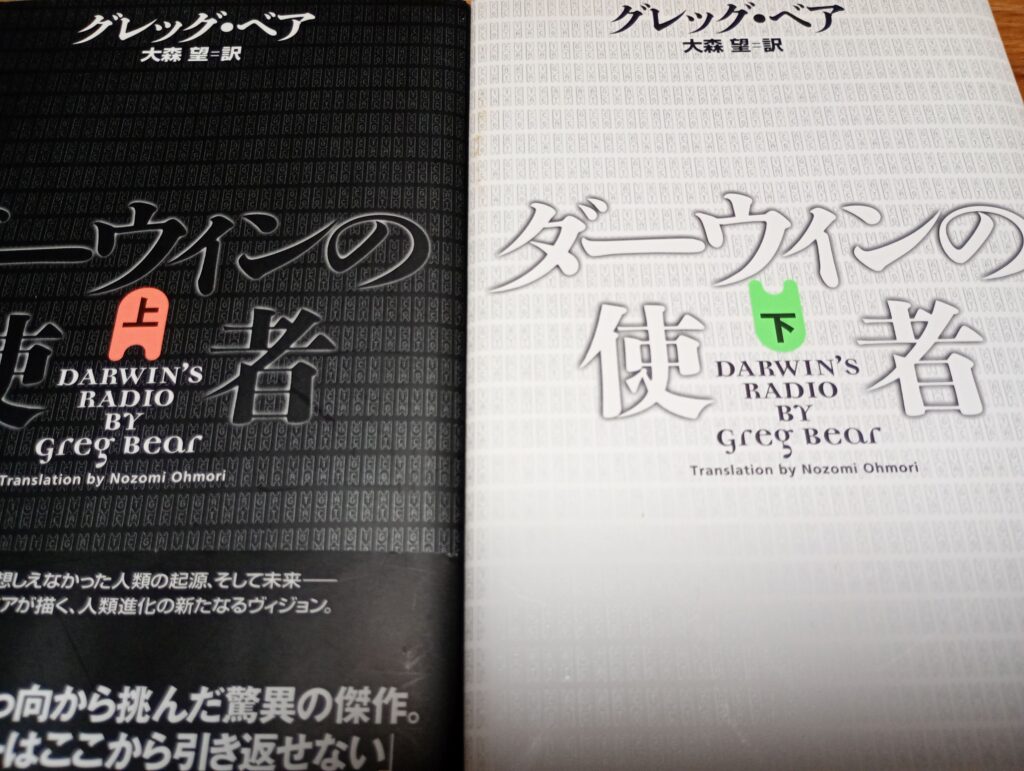 グレッグ・ベア
大森 望=訳
ーウィンの
使者
上
DARWIN'S
RADIO
BY
Greg Bear
Translation by Nozomi Ohmori
想しえなかった人類の起源、そして未来――
アが描く、人類進化の新たなるヴィジョン。
っ向から挑んだ驚異の傑作。
はここから引き返せない」
グレッグ・ベア
大森 望=訳
ダーウィンの
使者
下
DARWIN'S
RADIO
BY
Greg Bear
Translation by Nozomi Ohmori